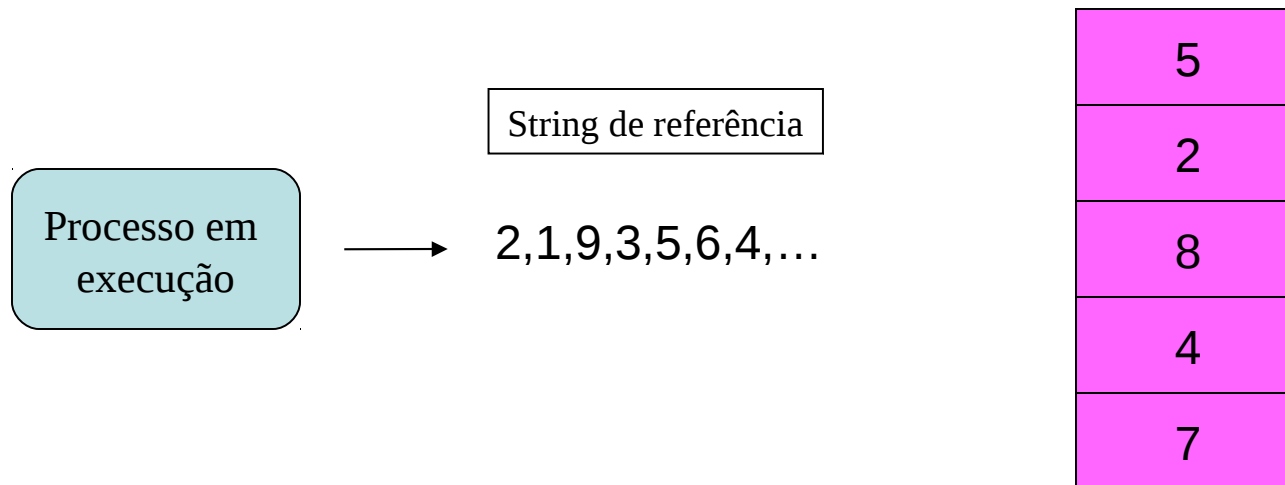 String de referência
Processo em
execução
2,1,9,3,5,6,4,…
5
2
8
4
7